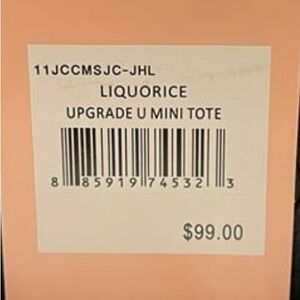 11JCCMSJC-JHL
LIQUORICE
UPGRADE U MINI TOTE
8 85919 74532 3
$99.00